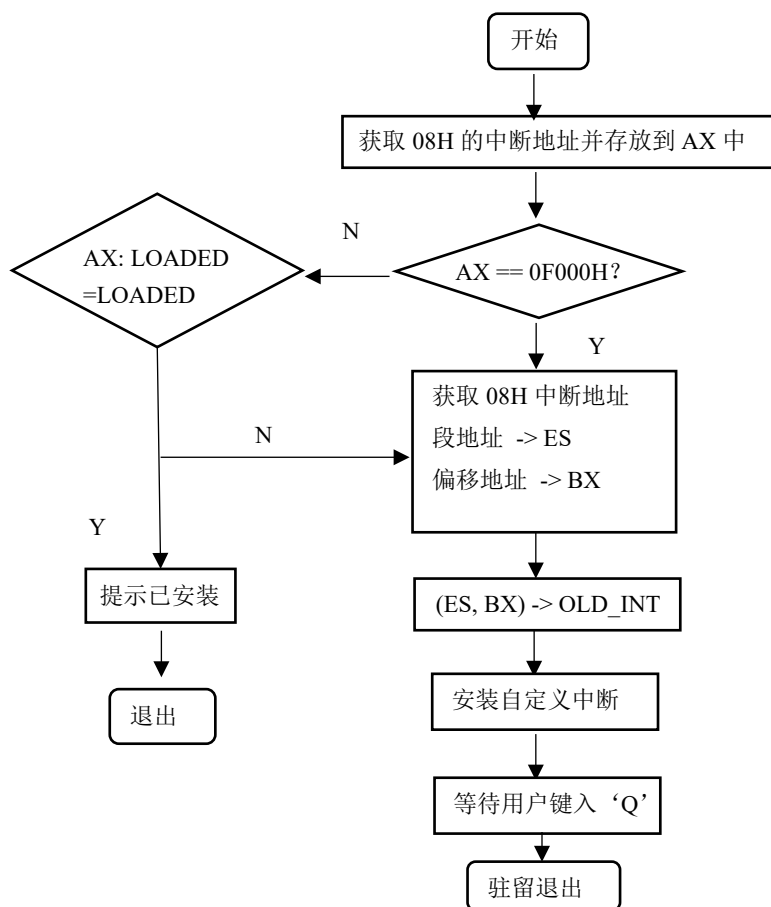 开始
获取 08H 的中断地址并存放到 AX 中
N
AX: LOADED
=LOADED
AX == 0F000H？
Y
获取 08H 中断地址
段地址 -> ES
偏移地址 -> BX
N
Y
提示已安装
(ES, BX) -> OLD_INT
退出
安装自定义中断
等待用户键入‘Q’
驻留退出